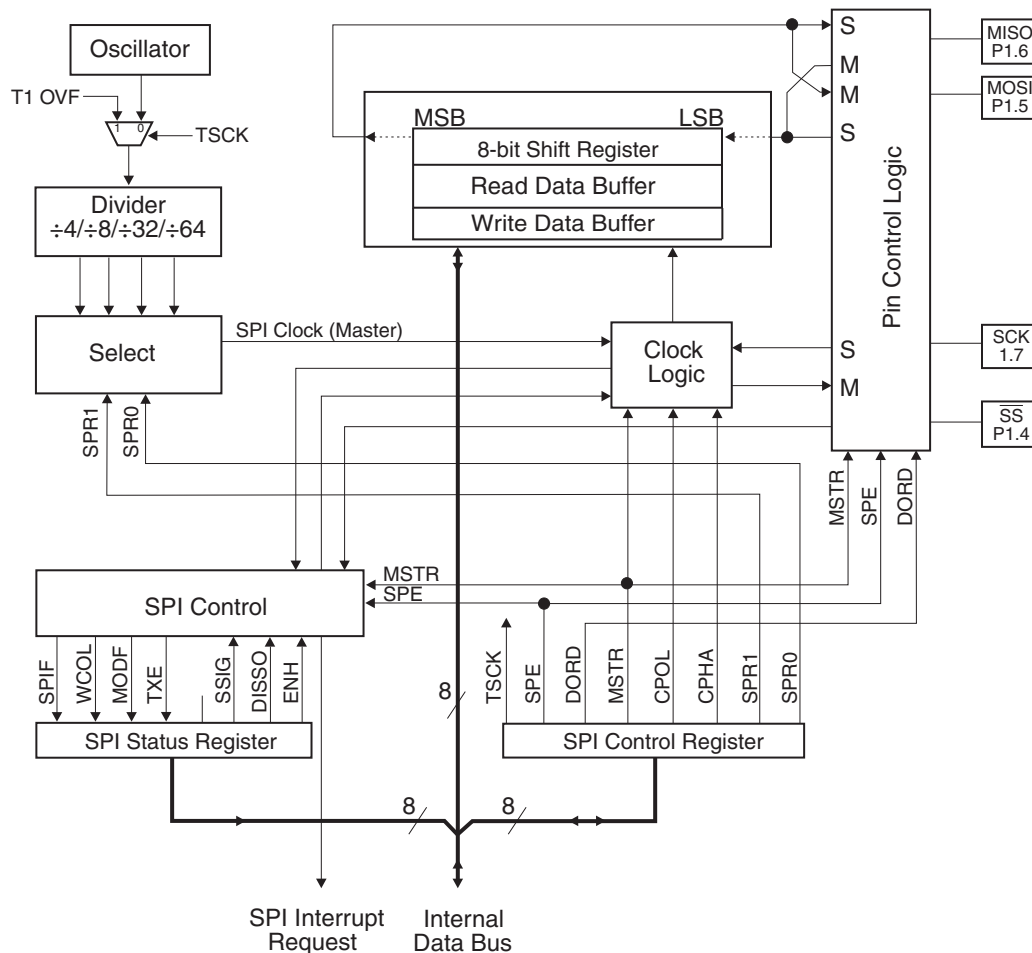 Oscillator
T1 OVF
1 0
TSCK
Divider
÷4/÷8/÷32/÷64
Select
SPI Clock (Master)
SPR1
SPR0
MSB
LSB
8-bit Shift Register
Read Data Buffer
Write Data Buffer
Clock
Logic
S
M
M
S
S
M
Pin Control Logic
MISO
P1.6
MOSI
P1.5
SCK
1.7
SS
P1.4
MSTR
SPE
DORD
SPI Control
MSTR
SPE
SPIF
WCOL
MODF
TXE
SSIG
DISSO
ENH
SPI Status Register
TSCK
SPE
DORD
MSTR
CPOL
CPHA
SPR1
SPR0
SPI Control Register
8
8
8
SPI Interrupt
Request
Internal
Data Bus